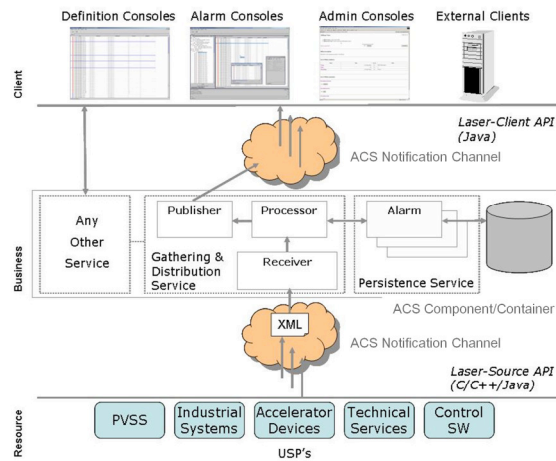 Definition Consoles
Alarm Consoles
Admin Consoles
External Clients
Client
Laser-Client API
(Java)
ACS Notification Channel
Business
Any
Other
Service
Publisher
Processor
Gathering &
Distribution
Service
Receiver
Alarm
Persistence Service
ACS Component/Container
XML
ACS Notification Channel
Laser-Source API
(C/C++/Java)
Resource
PVSS
Industrial
Systems
Accelerator
Devices
Technical
Services
Control
SW
USP's